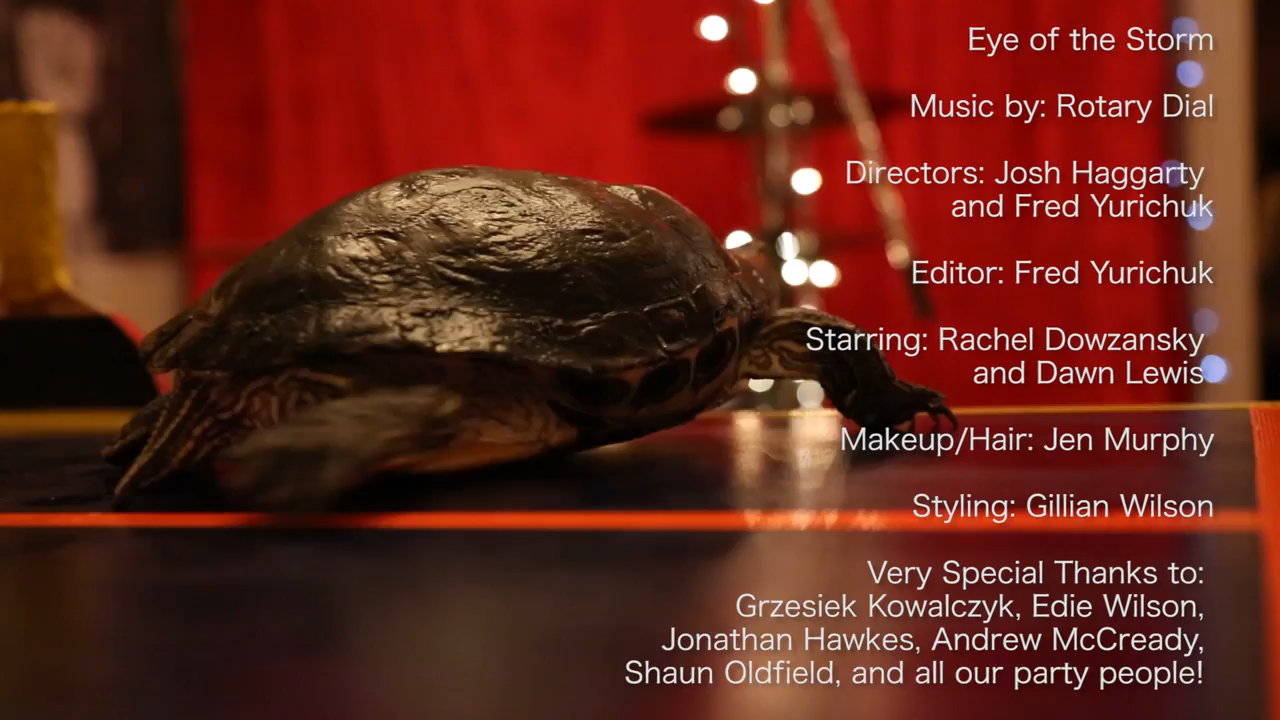 Eye of the Storm
Music by: Rotary Dial
Directors: Josh Haggarty
and Fred Yurichuk
Editor: Fred Yurichuk
Starring: Rachel Dowzansky
and Dawn Lewis
Makeup/Hair: Jen Murphy
Styling: Gillian Wilson
Very Special Thanks to:
Grzesiek Kowalczyk, Edie Wilson,
Jonathan Hawkes, Andrew McCready,
Shaun Oldfield, and all our party people!